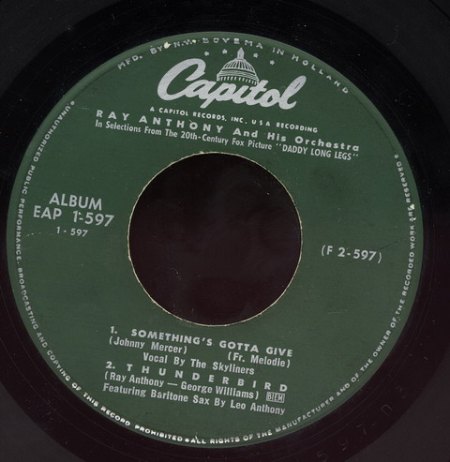 MFD. BY N.V. BOVEMA IN HOLLAND
Capitol
A CAPITOL RECORDS, INC., U S A RECORDING
RAY ANTHONY And His Orchestra
In Selections From The 20th-Century Fox Picture "DADDY LONG LEGS"
ALBUM
EAP 1-597
1 - 597
(F 2-597)
1. SOMETHING'S GOTTA GIVE
(Johnny Mercer) (Fr. Melodie)
Vocal By The Skyliners
2. THUNDERBIRD
(Ray Anthony — George Williams) BIEM
Featuring Baritone Sax By Leo Anthony
UNAUTHORIZED PUBLIC PERFORMANCE, BROADCASTING AND COPYING OF THIS RECORD PROHIBITED • ALL RIGHTS OF THE MANUFACTURER AND OF THE OWNER OF THE RECORDED WORK RESERVED